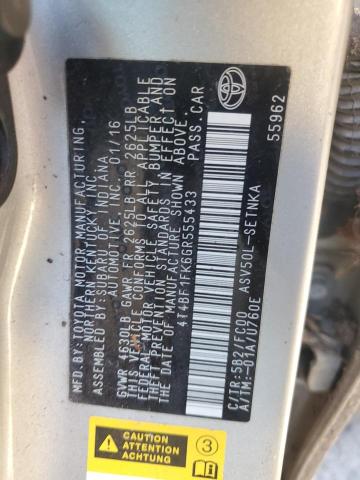 MFD.BY: TOYOTA MOTOR MANUFACTURING,
NORTHERN KENTUCKY, INC.
ASSEMBLED BY: SUBARU OF INDIANA
AUTOMOTIVE, INC. 01/16
GVWR 4630LB GAWR FR 2625LB RR 2625LB
THIS VEHICLE CONFORMS TO ALL APPLICABLE
FEDERAL MOTOR VEHICLE SAFETY, BUMPER, AND
THEFT PREVENTION STANDARDS IN EFFECT ON
THE DATE OF MANUFACTURE SHOWN ABOVE.
4T4BF1FK6GR555433 PASS.CAR
C/TR:5B2/FC00 ASV50L-SETNKA
A/TM:-01A/U760E
55962
TOYOTA
CAUTION
ATTENTION
ACHTUNG
3